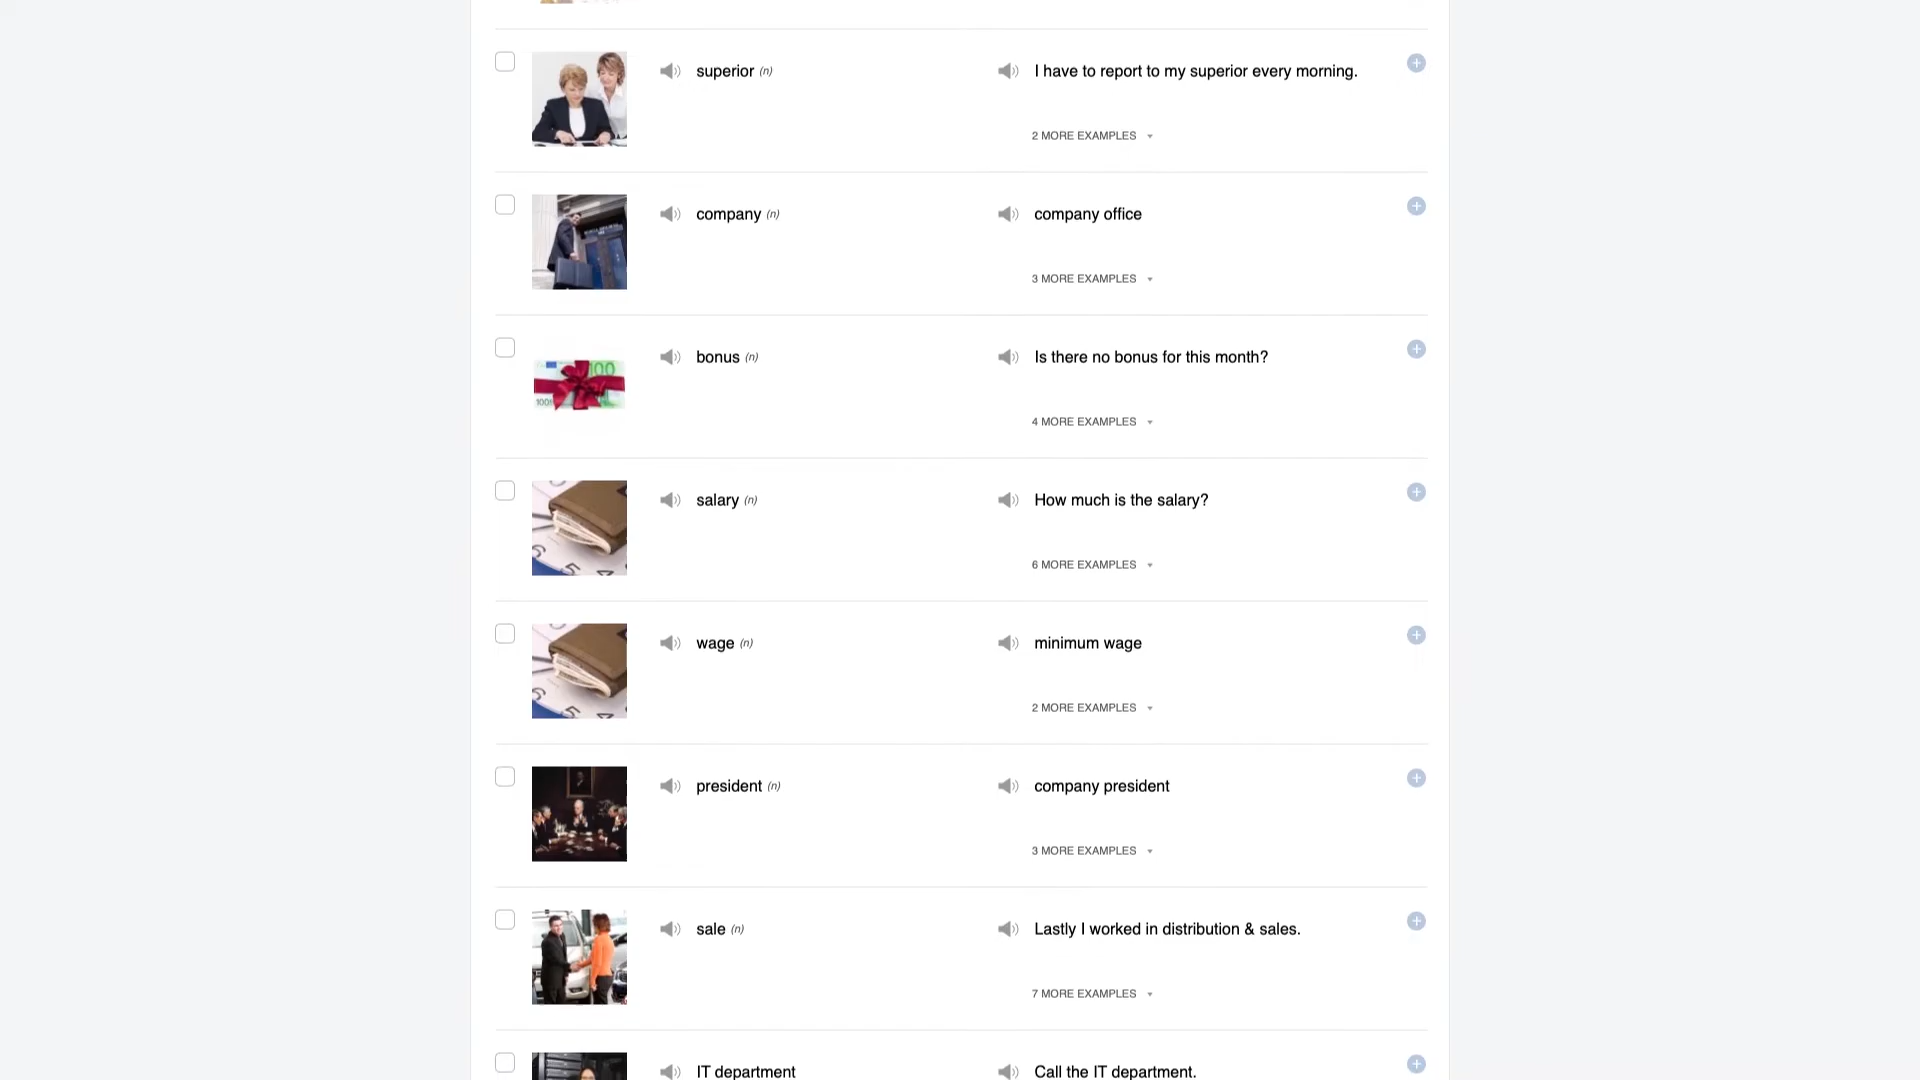 superior (n)
I have to report to my superior every morning.
2 MORE EXAMPLES
company (n)
company office
3 MORE EXAMPLES
bonus (n)
Is there no bonus for this month?
4 MORE EXAMPLES
100
100
salary (n)
How much is the salary?
6 MORE EXAMPLES
wage (n)
minimum wage
2 MORE EXAMPLES
president (n)
company president
3 MORE EXAMPLES
sale (n)
Lastly I worked in distribution & sales.
7 MORE EXAMPLES
IT department
Call the IT department.